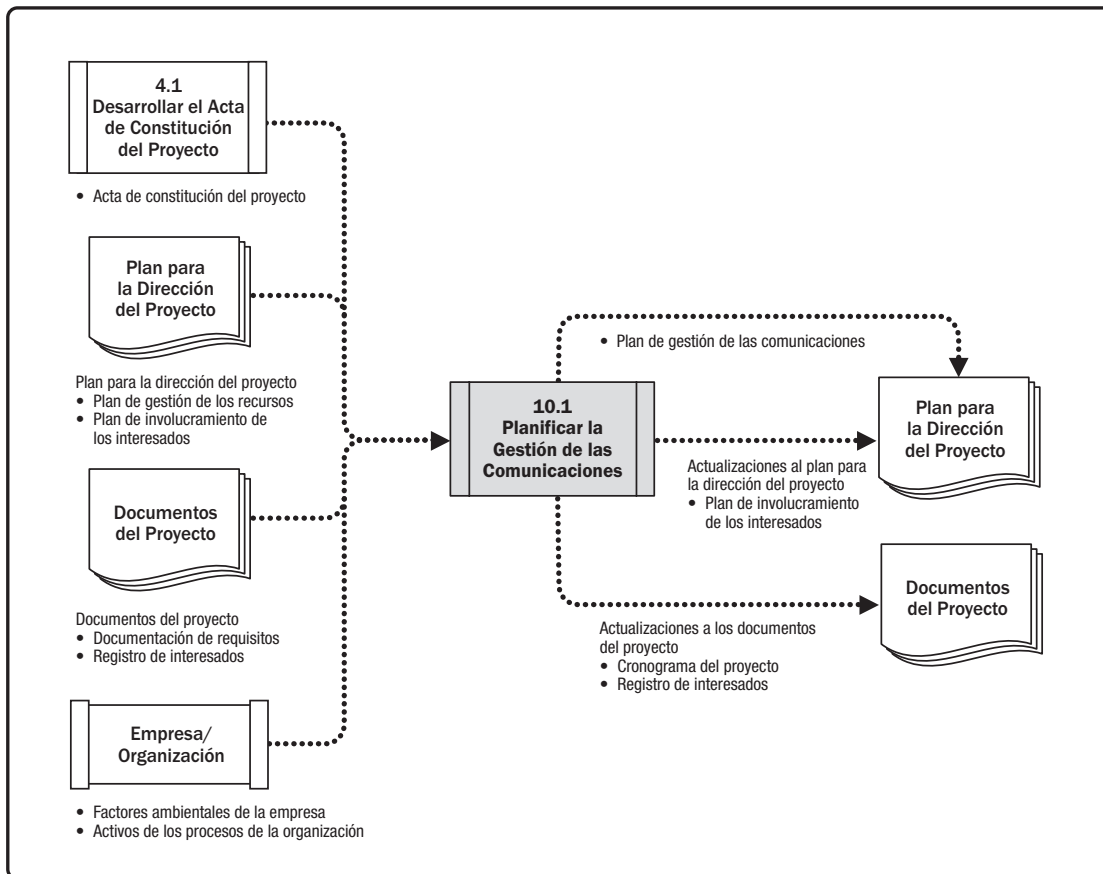 4.1
Desarrollar el Acta
de Constitución
del Proyecto
• Acta de constitución del proyecto
Plan para
la Dirección
del Proyecto
Plan para la dirección del proyecto
• Plan de gestión de los recursos
• Plan de involucramiento de
los interesados
Documentos
del Proyecto
Documentos del proyecto
• Documentación de requisitos
• Registro de interesados
Empresa/
Organización
• Factores ambientales de la empresa
• Activos de los procesos de la organización
10.1
Planificar la
Gestión de las
Comunicaciones
• Plan de gestión de las comunicaciones
Plan para
la Dirección
del Proyecto
Actualizaciones al plan para
la dirección del proyecto
• Plan de involucramiento
de los interesados
Documentos
del Proyecto
Actualizaciones a los documentos
del proyecto
• Cronograma del proyecto
• Registro de interesados